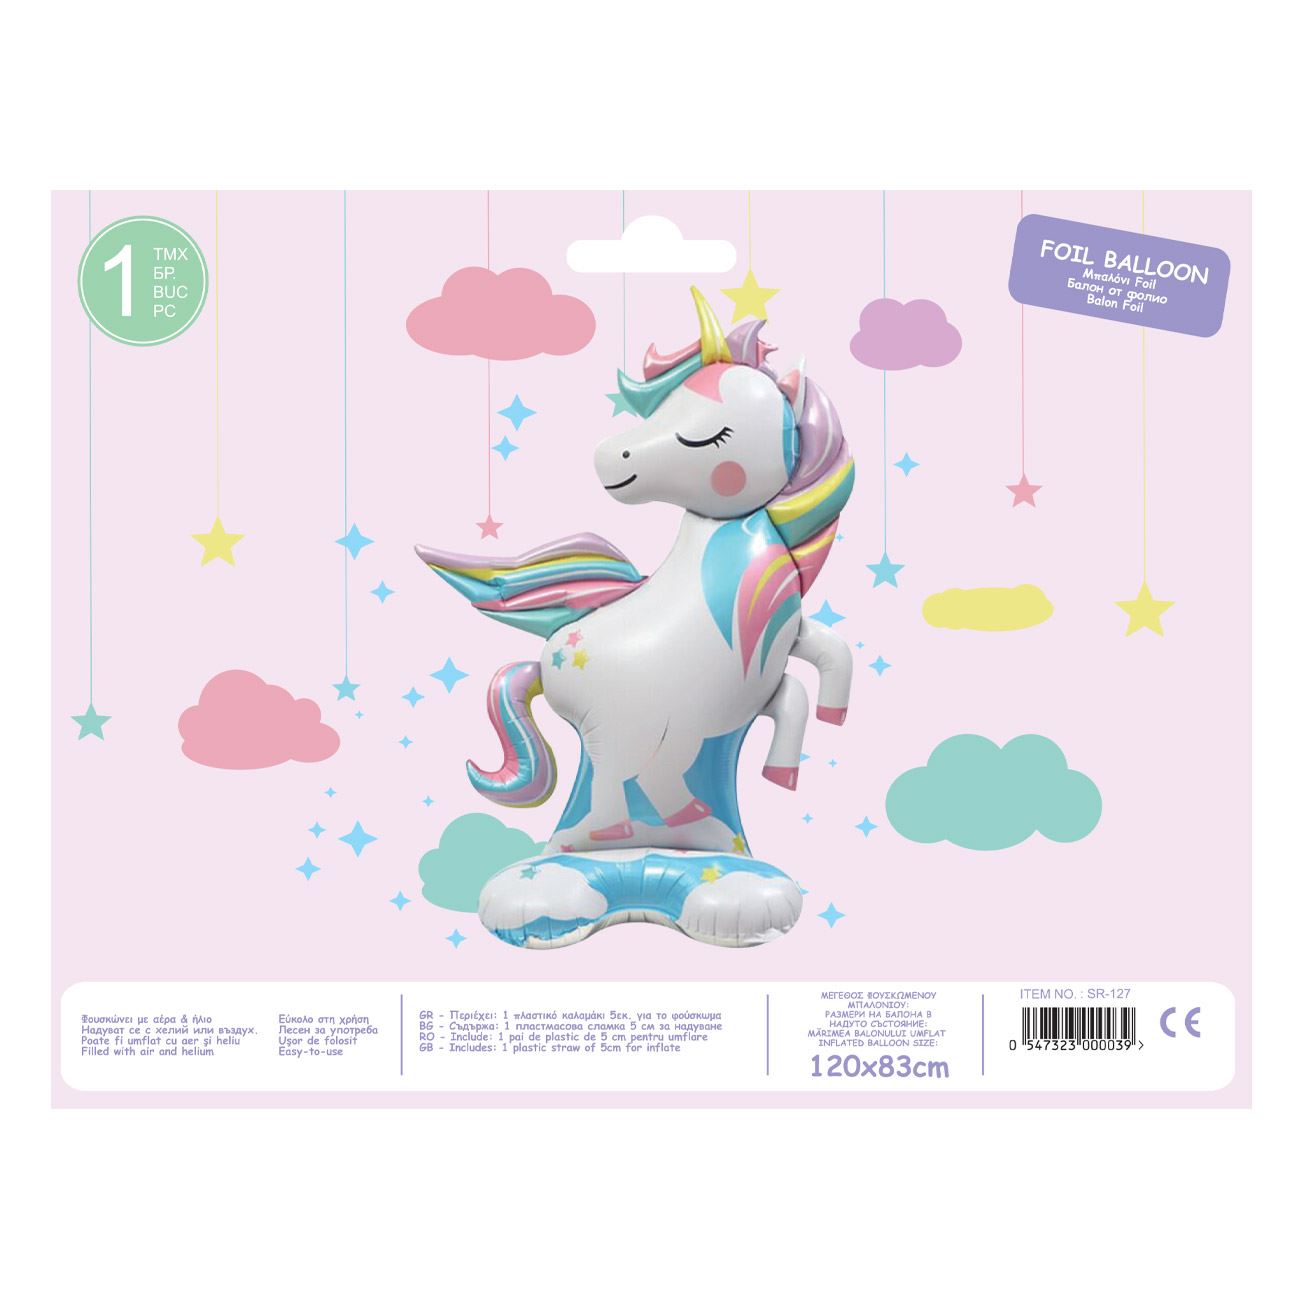 1
ΤΜΧ
БР.
BUC
PC
FOIL BALLOON
Μπαλόνι Foil
Балон от фолио
Balon Foil
Φουσκώνει με αέρα & ήλιο
Надуват се с хелий или въздух.
Poate fi umflat cu aer și heliu
Filled with air and helium
Εύκολο στη χρήση
Лесен за употреба
Ușor de folosit
Easy-to-use
GR - Περιέχει: 1 πλαστικό καλαμάκι 5εκ. για το φούσκωμα
BG - Съдържа: 1 пластмасова сламка 5 см за надуване
RO - Include: 1 pai de plastic de 5 cm pentru umflare
GB - Includes: 1 plastic straw of 5cm for inflate
ΜΕΓΕΘΟΣ ΦΟΥΣΚΩΜΕΝΟΥ
ΜΠΑΛΟΝΙΟΥ:
РАЗМЕРИ НА БАЛОНА В
НАДУТО СЪСТОЯНИЕ:
MĂRIMEA BALONULUI UMFLAT
INFLATED BALLOON SIZE:
120x83cm
ITEM NO. : SR-127
0 547323 000039 >
CE